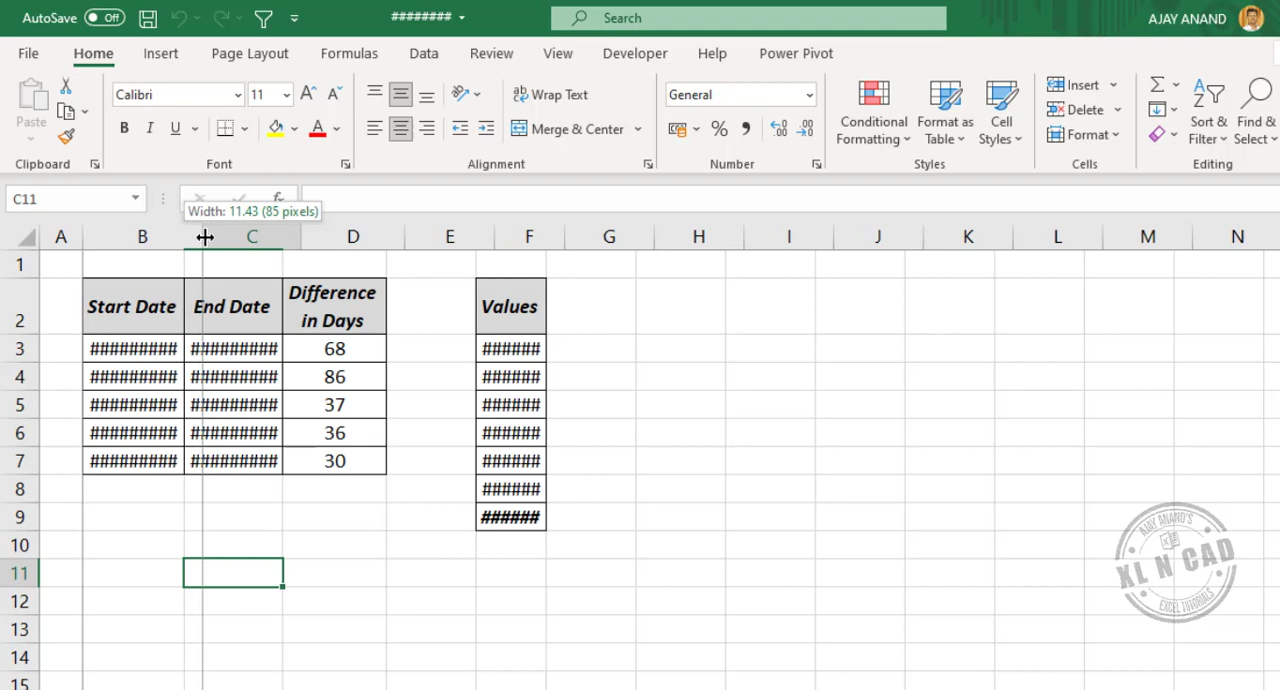 AutoSave Off ######## Search AJAY ANAND
File Home Insert Page Layout Formulas Data Review View Developer Help Power Pivot
Paste
Calibri 11 A A
B I U A
ab Wrap Text
Merge & Center
General
% 9
Conditional Formatting
Format as Table
Cell Styles
Insert
Delete
Format
Sort & Filter
Find & Select
Clipboard Font Alignment Number Styles Cells Editing
C11 fx
Width: 11.43 (85 pixels)
A B C D E F G H I J K L M N
1
2 Start Date End Date Difference in Days Values
3 ######### ######### 68 ######
4 ######### ######### 86 ######
5 ######### ######### 37 ######
6 ######### ######### 36 ######
7 ######### ######### 30 ######
8 ######
9 ######
10
11
12
13
14
15
AJAY ANAND'S
XL N CAD
EXCEL TUTORIALS